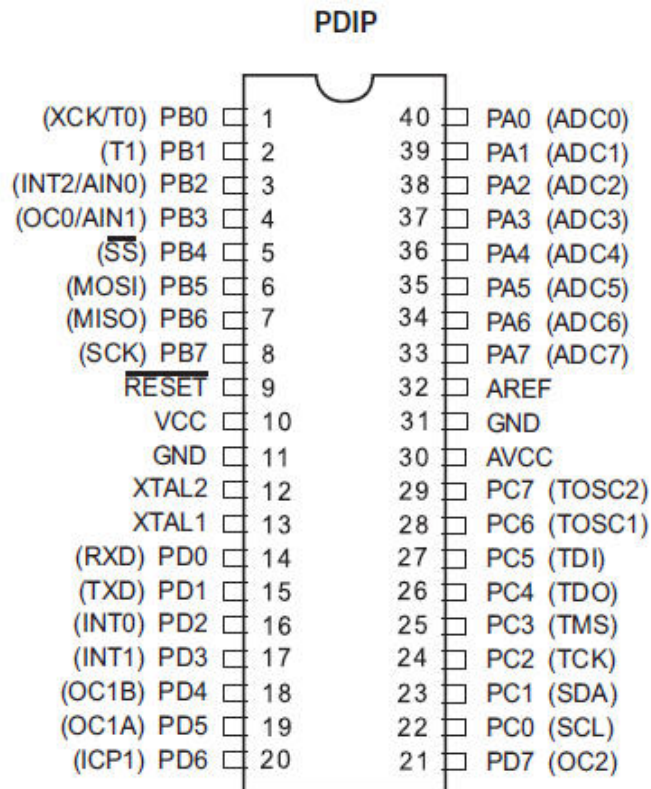 PDIP
(XCK/T0) PB0 1 40 PA0 (ADC0)
(T1) PB1 2 39 PA1 (ADC1)
(INT2/AIN0) PB2 3 38 PA2 (ADC2)
(OC0/AIN1) PB3 4 37 PA3 (ADC3)
(SS) PB4 5 36 PA4 (ADC4)
(MOSI) PB5 6 35 PA5 (ADC5)
(MISO) PB6 7 34 PA6 (ADC6)
(SCK) PB7 8 33 PA7 (ADC7)
RESET 9 32 AREF
VCC 10 31 GND
GND 11 30 AVCC
XTAL2 12 29 PC7 (TOSC2)
XTAL1 13 28 PC6 (TOSC1)
(RXD) PD0 14 27 PC5 (TDI)
(TXD) PD1 15 26 PC4 (TDO)
(INT0) PD2 16 25 PC3 (TMS)
(INT1) PD3 17 24 PC2 (TCK)
(OC1B) PD4 18 23 PC1 (SDA)
(OC1A) PD5 19 22 PC0 (SCL)
(ICP1) PD6 20 21 PD7 (OC2)